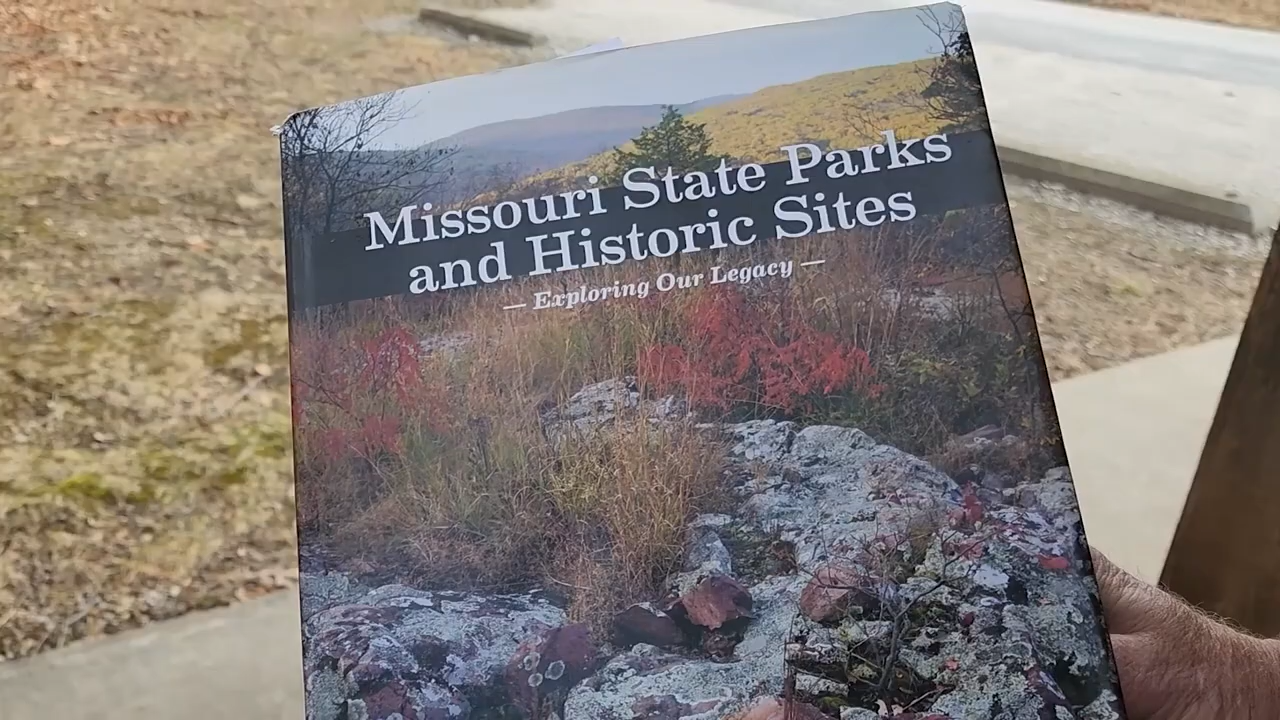 Missouri State Parks
and Historic Sites
— Exploring Our Legacy —